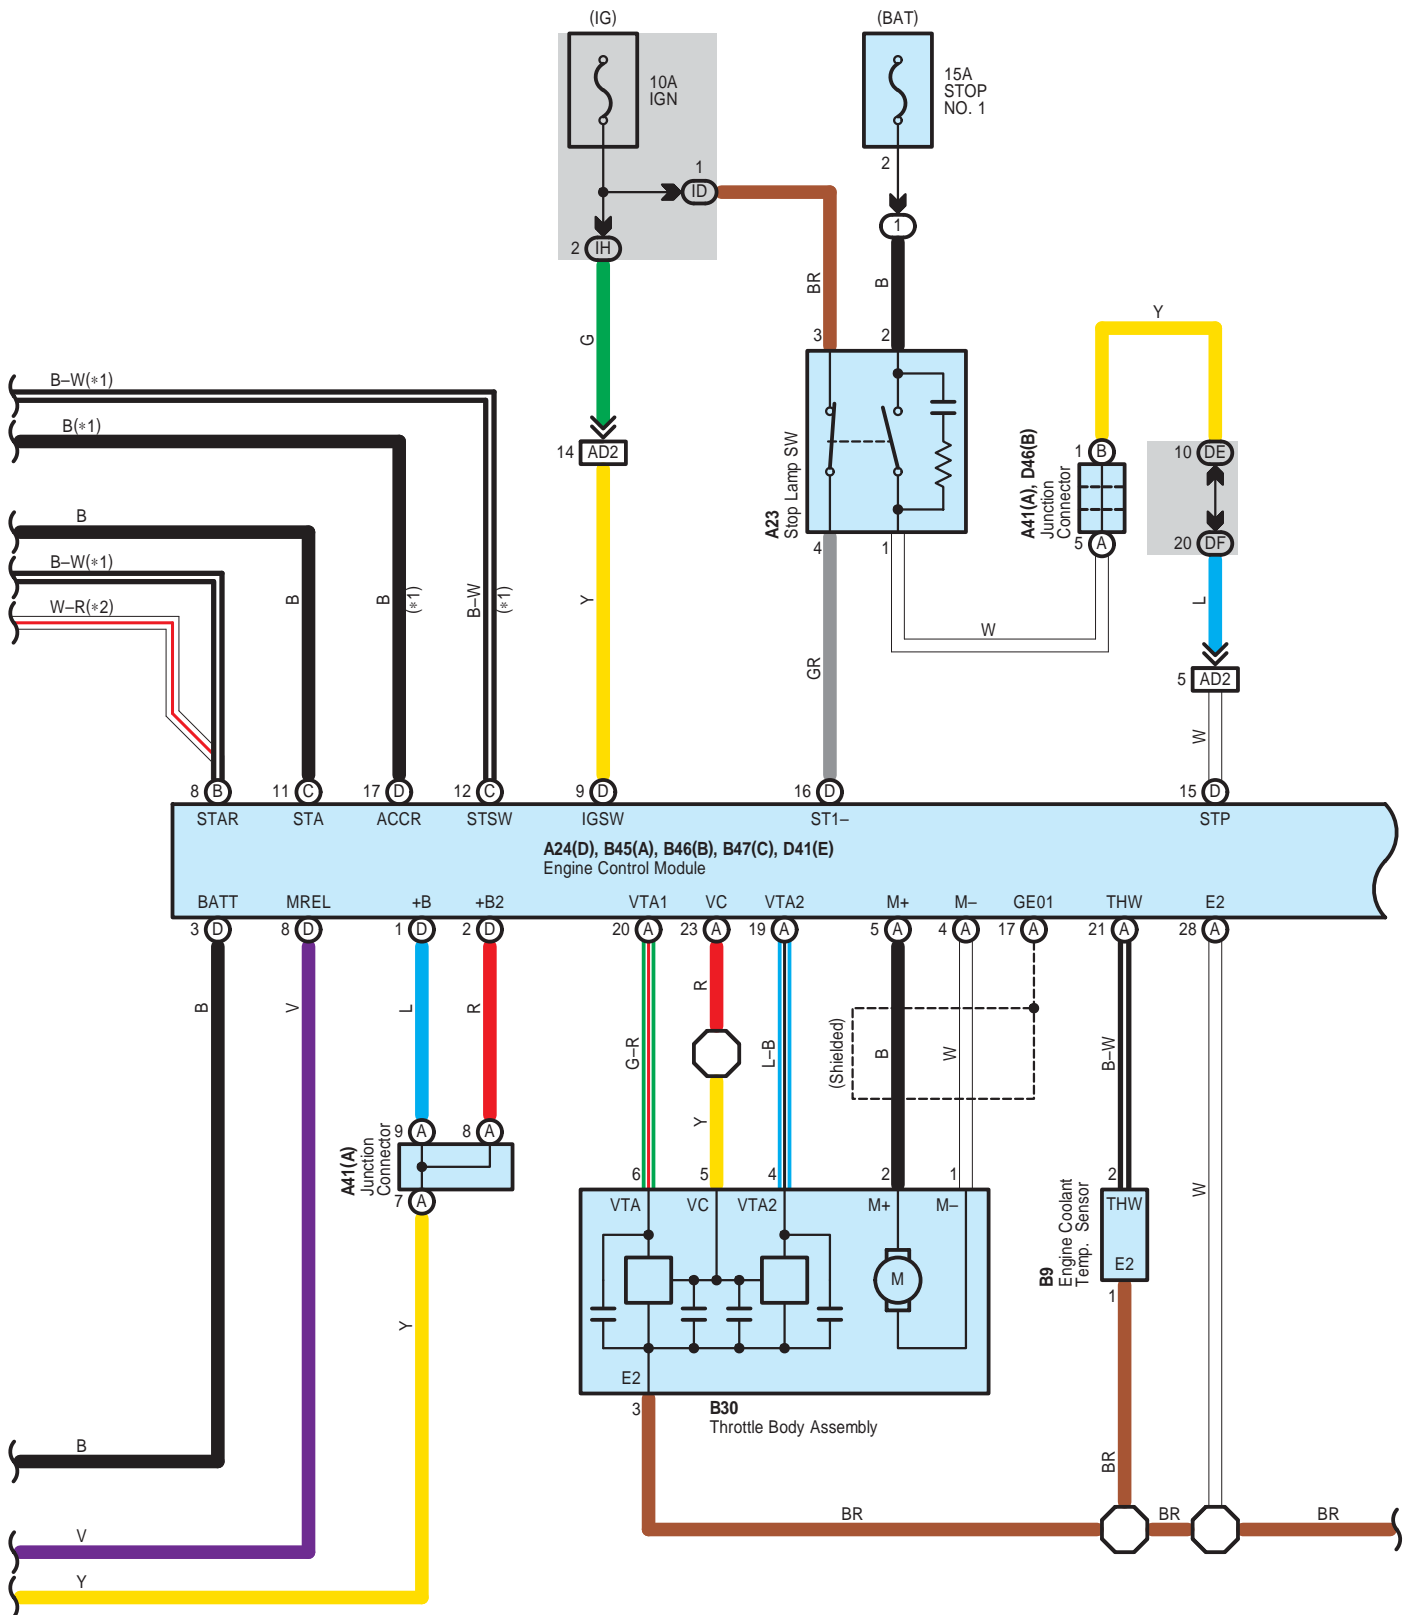 (IG)
(BAT)
10A
IGN
15A
STOP
NO. 1
1
ID
2
2 IH
1
BR
B
G
Y
3
2
A23
Stop Lamp SW
4
1
1 B
A41(A), D46(B)
Junction
Connector
5 A
10 DE
20 DF
L
14 AD2
5 AD2
Y
GR
W
W
B–W(∗1)
B(∗1)
B
B–W(∗1)
W–R(∗2)
B
B
(∗1)
B–W
(∗1)
8 B
11 C
17 D
12 C
9 D
16 D
15 D
STAR
STA
ACCR
STSW
IGSW
ST1–
STP
A24(D), B45(A), B46(B), B47(C), D41(E)
Engine Control Module
BATT
MREL
+B
+B2
VTA1
VC
VTA2
M+
M–
GE01
THW
E2
3 D
8 D
1 D
2 D
20 A
23 A
19 A
5 A
4 A
17 A
21 A
28 A
B
V
L
R
G–R
R
Y
L–B
(Shielded)
B
W
B–W
W
9 A
8 A
A41(A)
Junction
Connector
7 A
Y
6
5
4
2
1
VTA
VC
VTA2
M+
M–
M
E2
3
B30
Throttle Body Assembly
2
THW
E2
B9
Engine Coolant
Temp. Sensor
1
BR
BR
BR
BR
B
V
Y